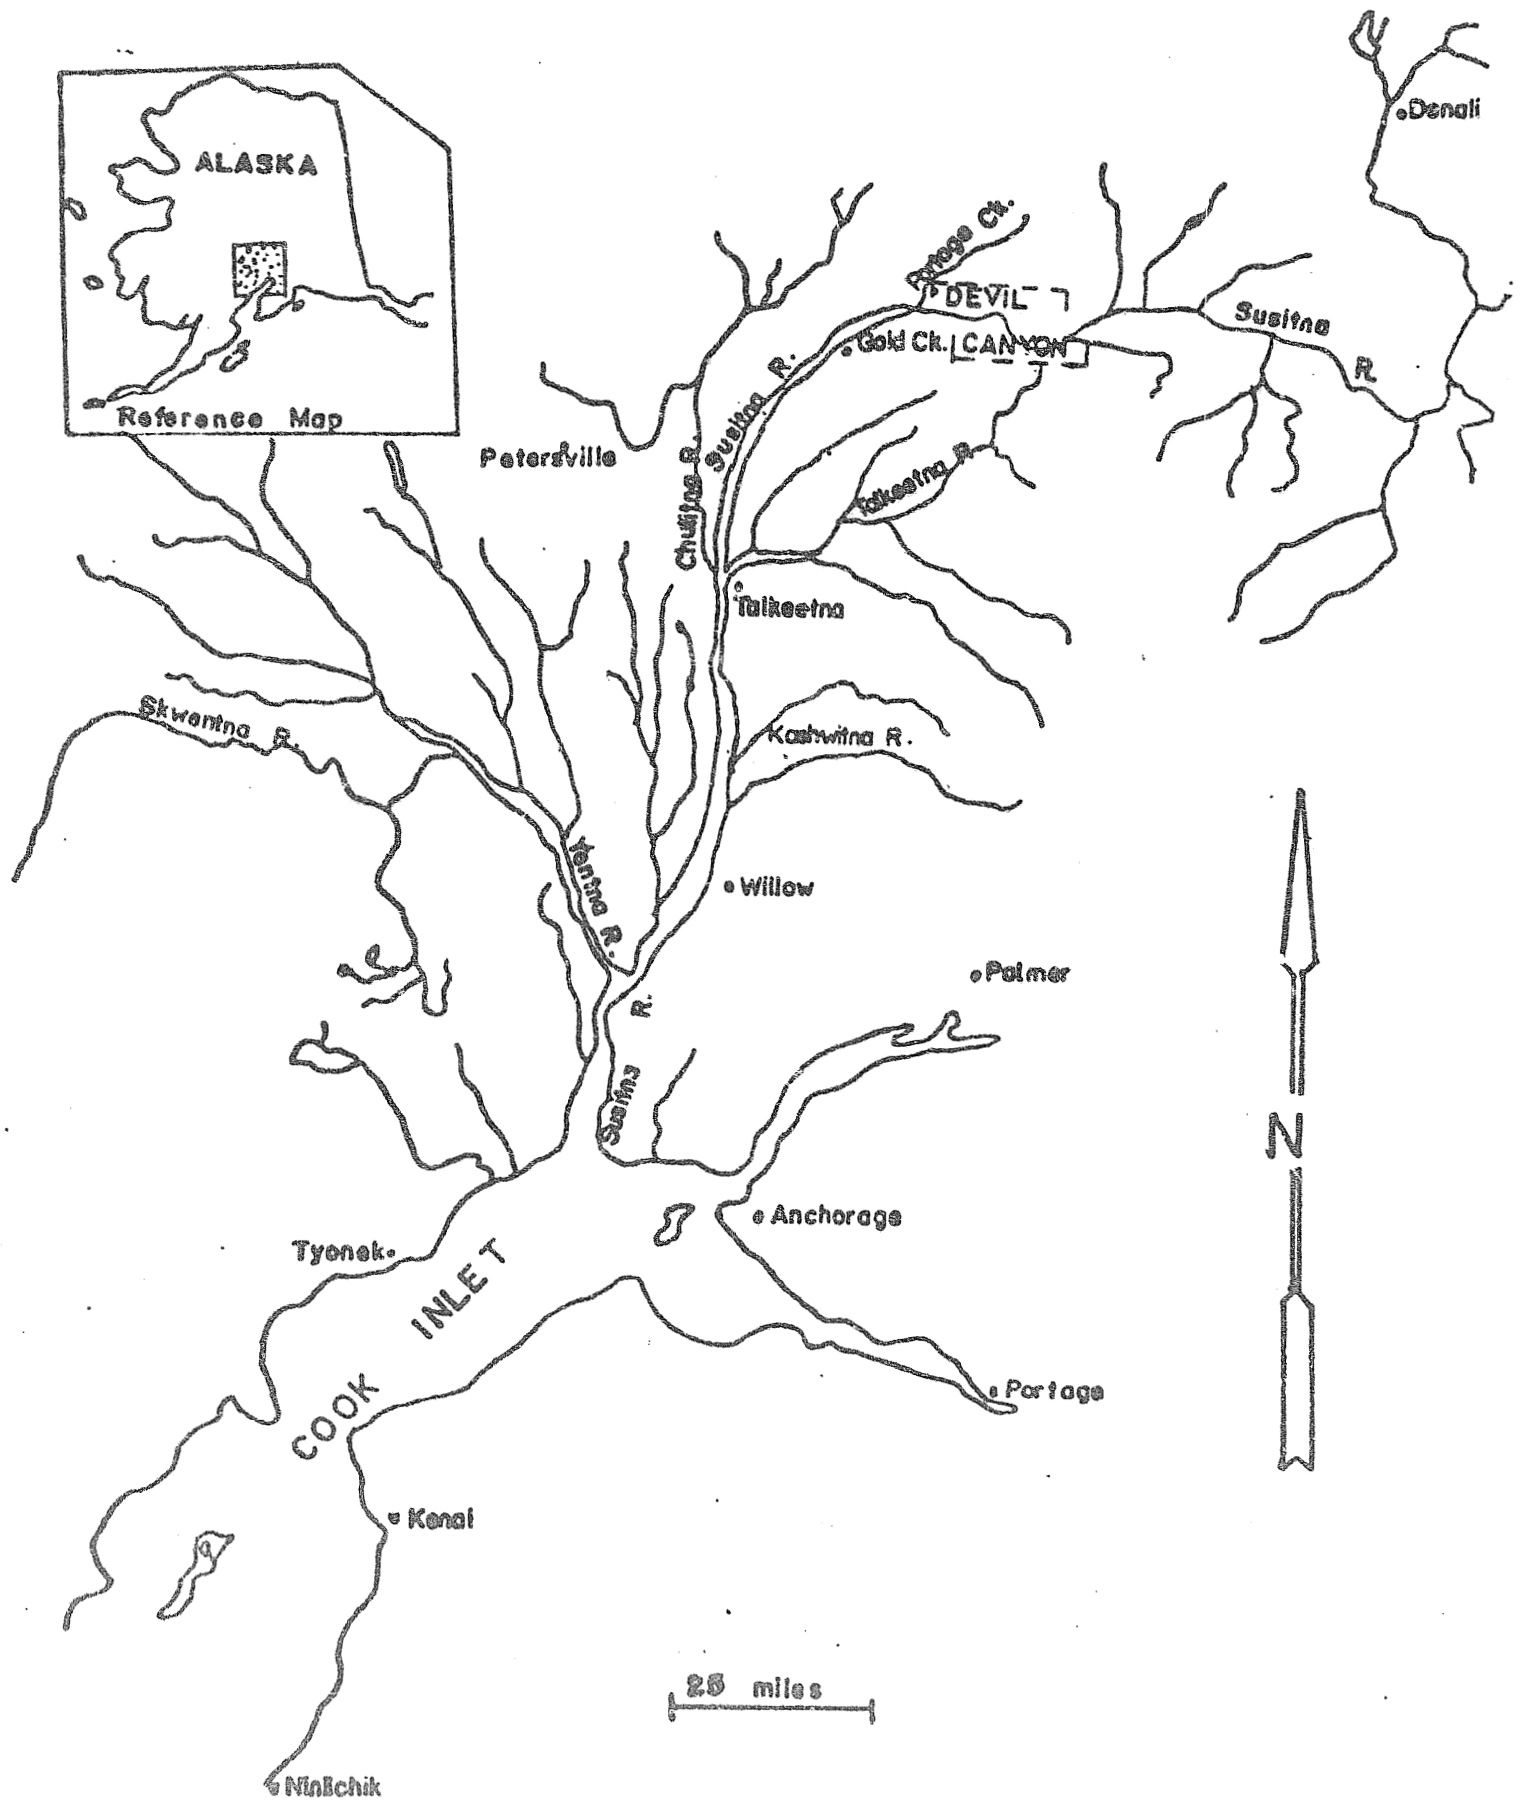 ALASKA
Reference Map
Denali
Portage Ck.
DEVIL
CANYON
Gold Ck.
Susitna
R.
Susitna R.
Petersville
Chulitna R.
Talkeetna R.
Talkeetna
Skwentna R.
Kashwitna R.
Yentna R.
Willow
Palmer
Susitna R.
Anchorage
Tyonek
COOK INLET
Portage
Kenai
Ninilchik
N
25 miles